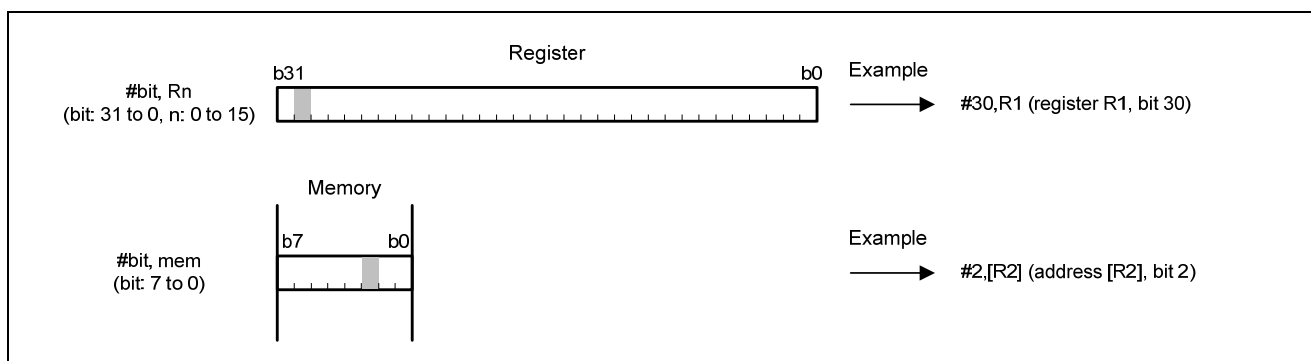 Register
b31 b0
#bit, Rn
(bit: 31 to 0, n: 0 to 15)
Example
#30,R1 (register R1, bit 30)
Memory
b7 b0
#bit, mem
(bit: 7 to 0)
Example
#2,[R2] (address [R2], bit 2)